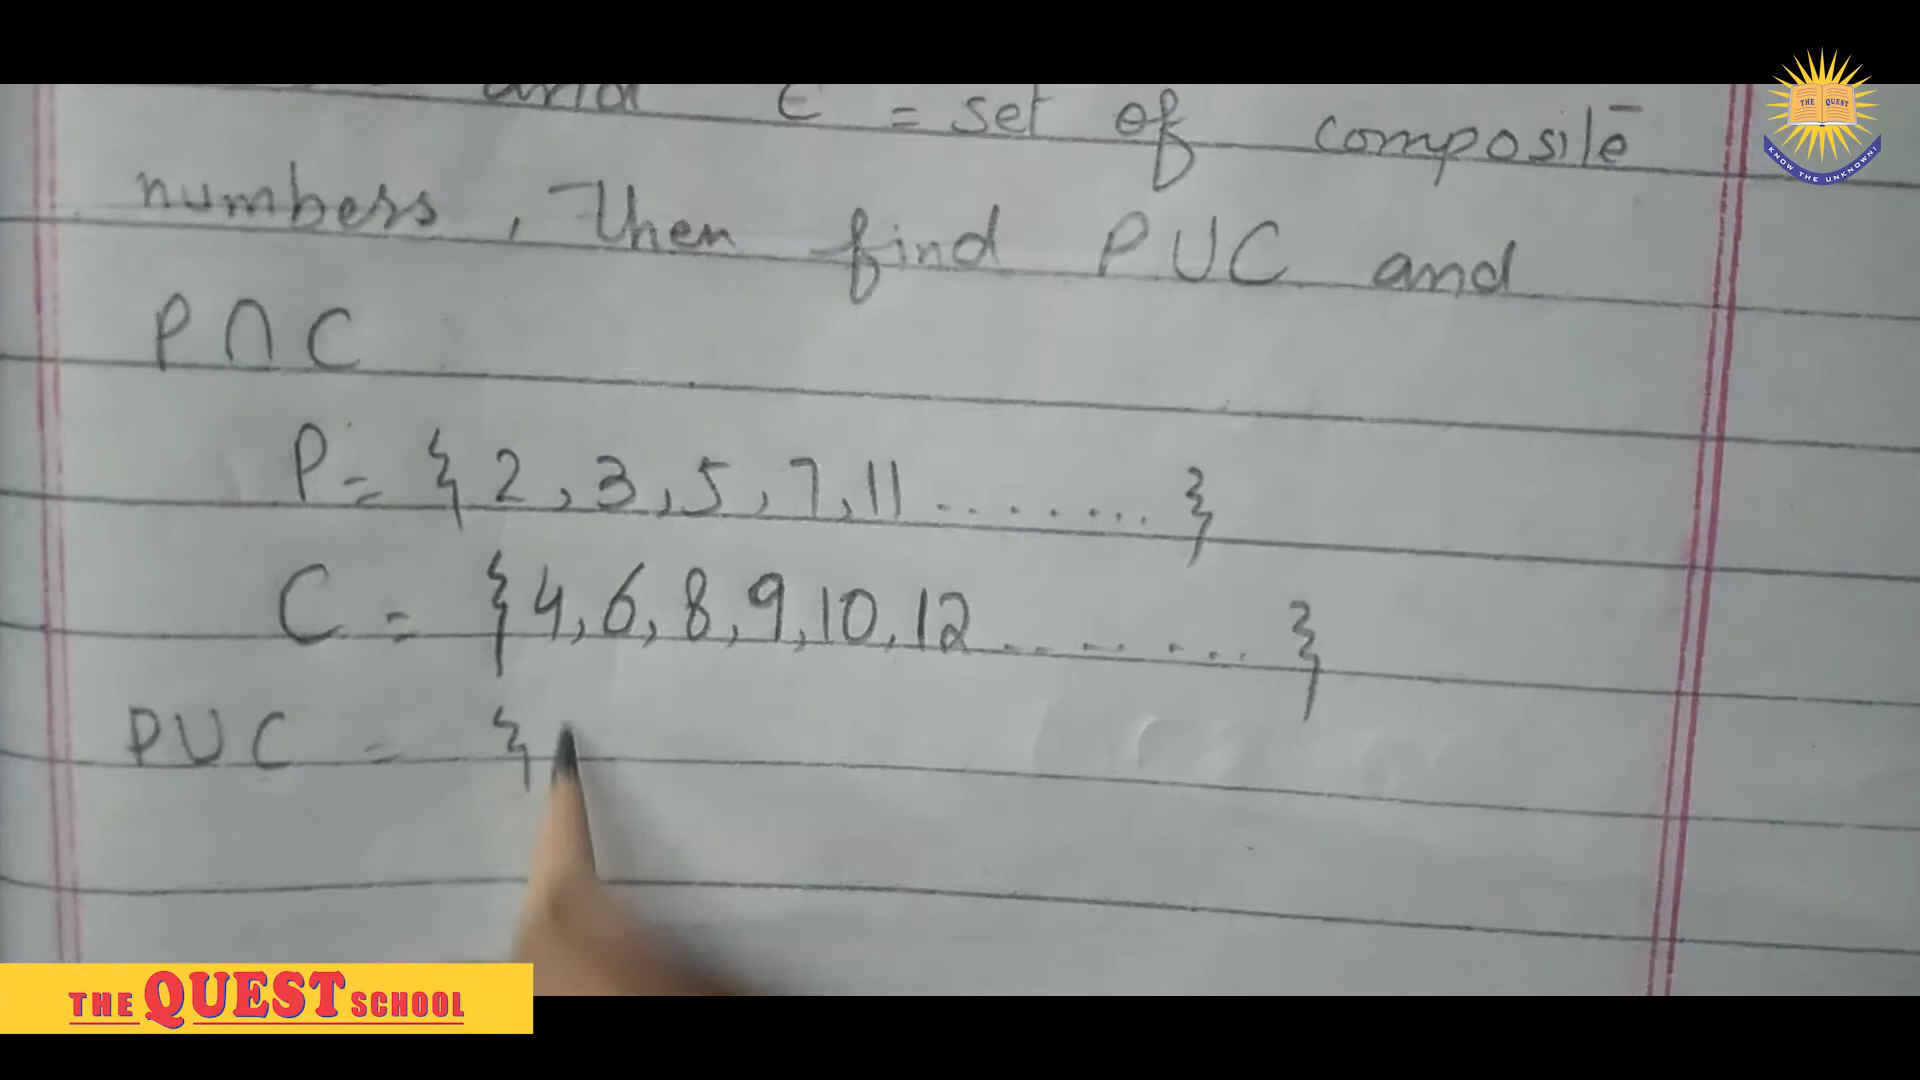 and C = set of composite
numbers, Then find P∪C and
P∩C
P = {2, 3, 5, 7, 11 ........ }
C = {4, 6, 8, 9, 10, 12 ........ }
P∪C = {
THE QUEST
KNOW THE UNKNOWN!
THE QUEST SCHOOL